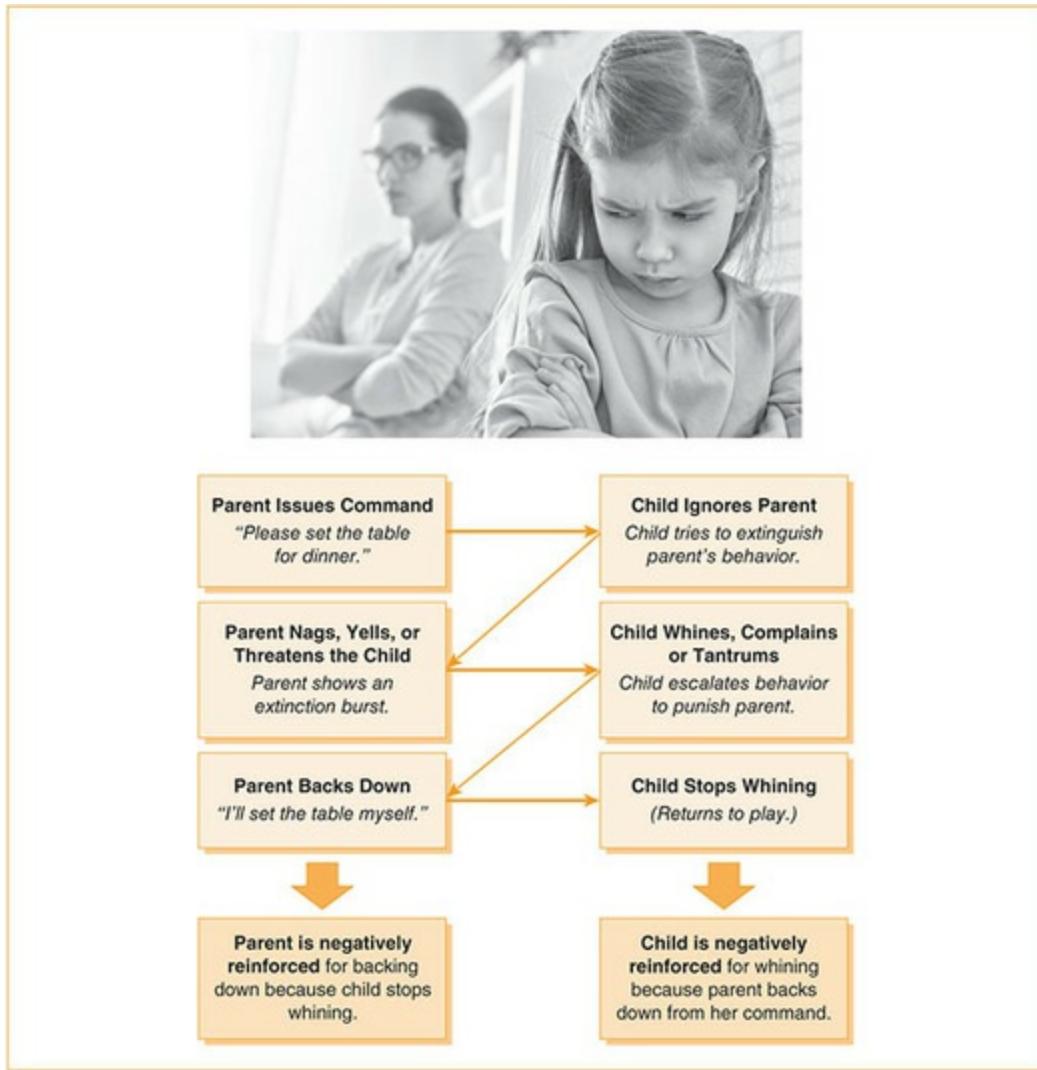 Parent Issues Command
“Please set the table
for dinner.”
Child Ignores Parent
Child tries to extinguish
parent’s behavior.
Parent Nags, Yells, or
Threatens the Child
Parent shows an
extinction burst.
Child Whines, Complains
or Tantrums
Child escalates behavior
to punish parent.
Parent Backs Down
“I’ll set the table myself.”
Child Stops Whining
(Returns to play.)
Parent is negatively
reinforced for backing
down because child stops
whining.
Child is negatively
reinforced for whining
because parent backs
down from her command.